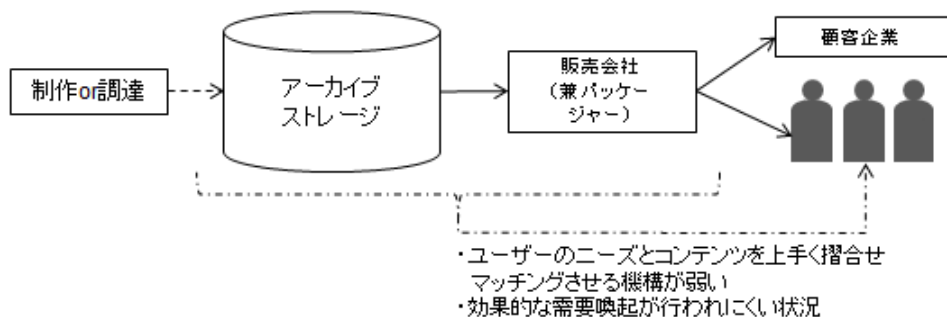 制作or調達
アーカイブ
ストレージ
販売会社
（兼パッケー
ジャー）
顧客企業
・ユーザーのニーズとコンテンツを上手く摺合せ
マッチングさせる機構が弱い
・効果的な需要喚起が行われにくい状況